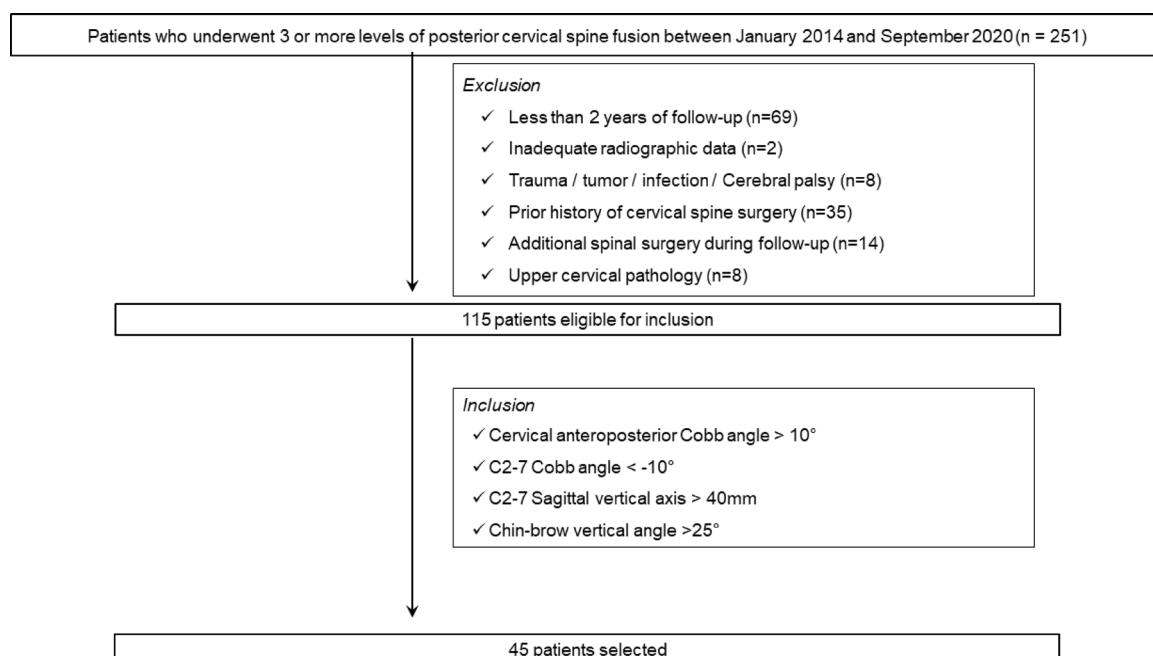 Patients who underwent 3 or more levels of posterior cervical spine fusion between January 2014 and September 2020 (n = 251)
Exclusion
✓ Less than 2 years of follow-up (n=69)
✓ Inadequate radiographic data (n=2)
✓ Trauma / tumor / infection / Cerebral palsy (n=8)
✓ Prior history of cervical spine surgery (n=35)
✓ Additional spinal surgery during follow-up (n=14)
✓ Upper cervical pathology (n=8)
115 patients eligible for inclusion
Inclusion
✓ Cervical anteroposterior Cobb angle > 10°
✓ C2-7 Cobb angle < -10°
✓ C2-7 Sagittal vertical axis > 40mm
✓ Chin-brow vertical angle >25°
45 patients selected